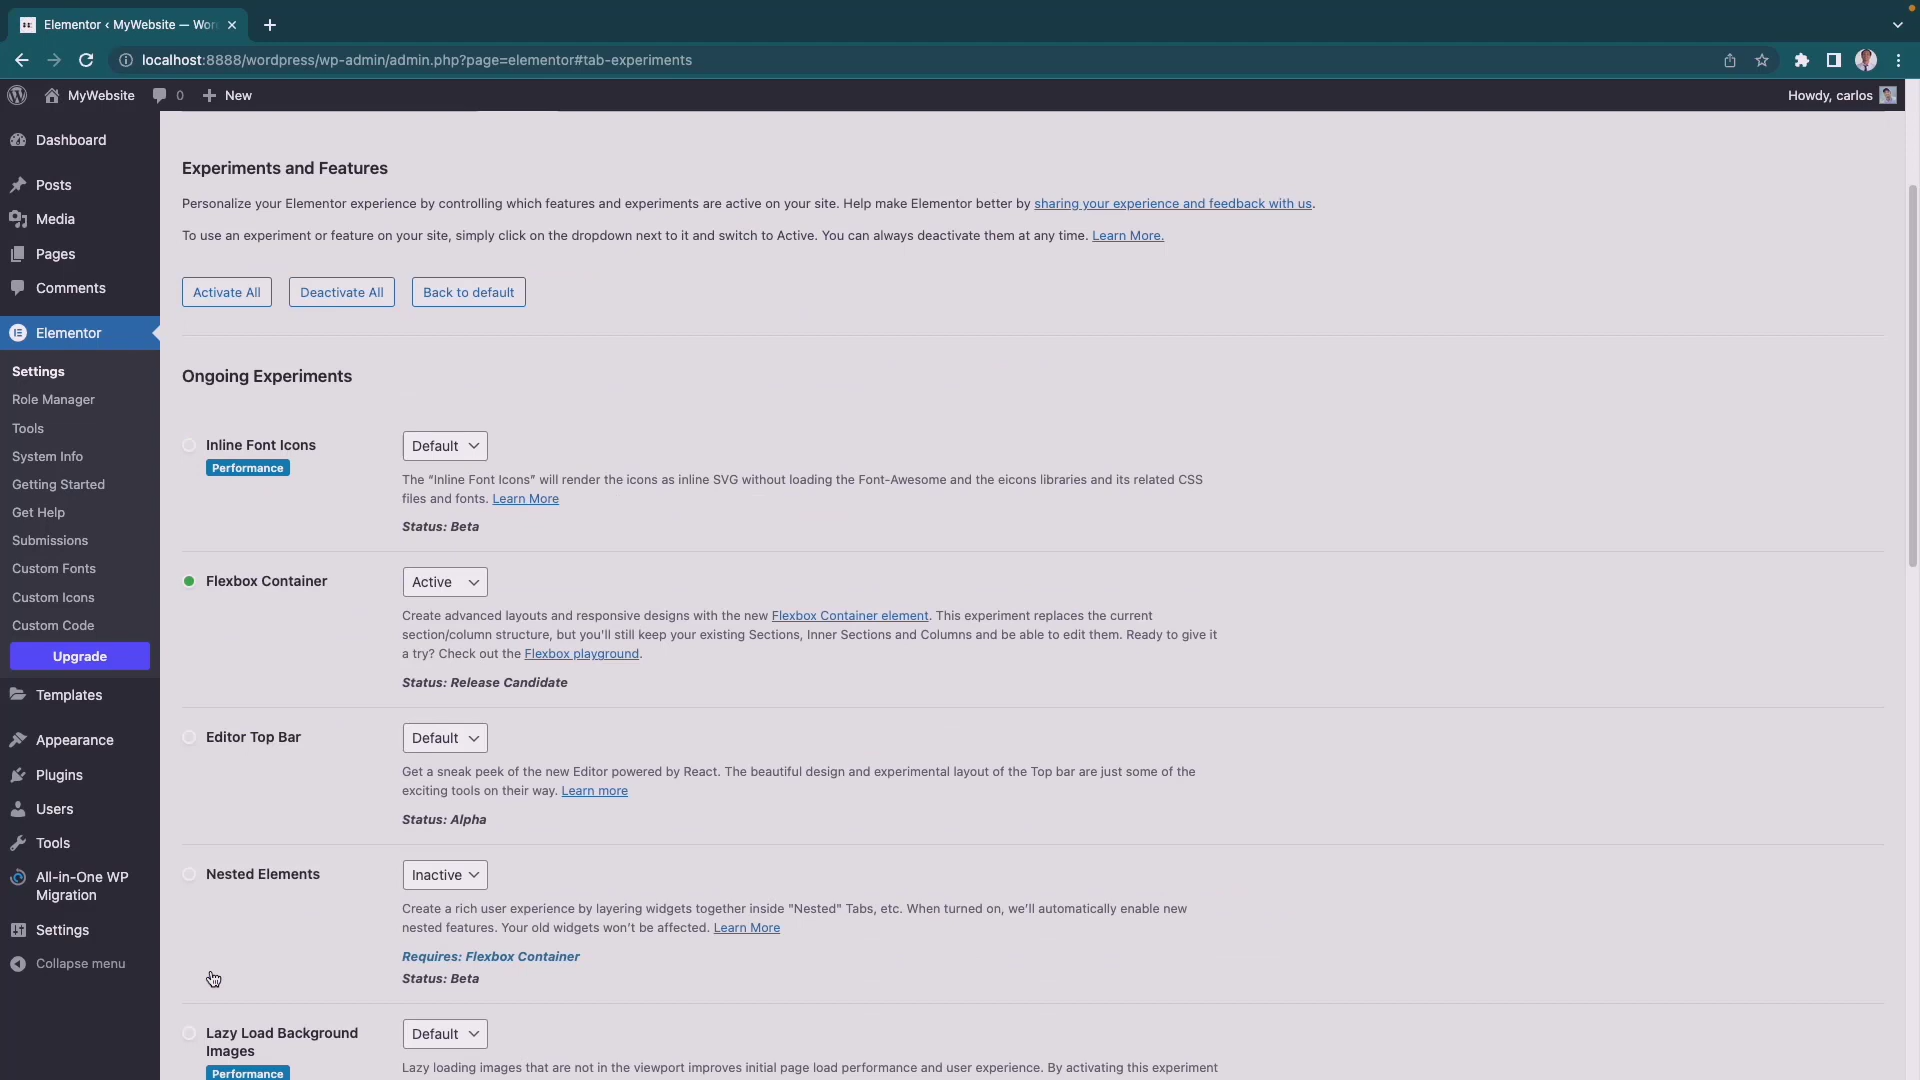 Elementor ‹ MyWebsite — Wor
localhost:8888/wordpress/wp-admin/admin.php?page=elementor#tab-experiments
MyWebsite
0
New
Howdy, carlos
Dashboard
Posts
Media
Pages
Comments
Elementor
Settings
Role Manager
Tools
System Info
Getting Started
Get Help
Submissions
Custom Fonts
Custom Icons
Custom Code
Upgrade
Templates
Appearance
Plugins
Users
Tools
All-in-One WP
Migration
Settings
Collapse menu
Experiments and Features
Personalize your Elementor experience by controlling which features and experiments are active on your site. Help make Elementor better by sharing your experience and feedback with us.
To use an experiment or feature on your site, simply click on the dropdown next to it and switch to Active. You can always deactivate them at any time. Learn More.
Activate All
Deactivate All
Back to default
Ongoing Experiments
Inline Font Icons
Performance
Default
The “Inline Font Icons” will render the icons as inline SVG without loading the Font-Awesome and the eicons libraries and its related CSS
files and fonts. Learn More
Status: Beta
Flexbox Container
Active
Create advanced layouts and responsive designs with the new Flexbox Container element. This experiment replaces the current
section/column structure, but you'll still keep your existing Sections, Inner Sections and Columns and be able to edit them. Ready to give it
a try? Check out the Flexbox playground.
Status: Release Candidate
Editor Top Bar
Default
Get a sneak peek of the new Editor powered by React. The beautiful design and experimental layout of the Top bar are just some of the
exciting tools on their way. Learn more
Status: Alpha
Nested Elements
Inactive
Create a rich user experience by layering widgets together inside "Nested" Tabs, etc. When turned on, we’ll automatically enable new
nested features. Your old widgets won’t be affected. Learn More
Requires: Flexbox Container
Status: Beta
Lazy Load Background
Images
Performance
Default
Lazy loading images that are not in the viewport improves initial page load performance and user experience. By activating this experiment